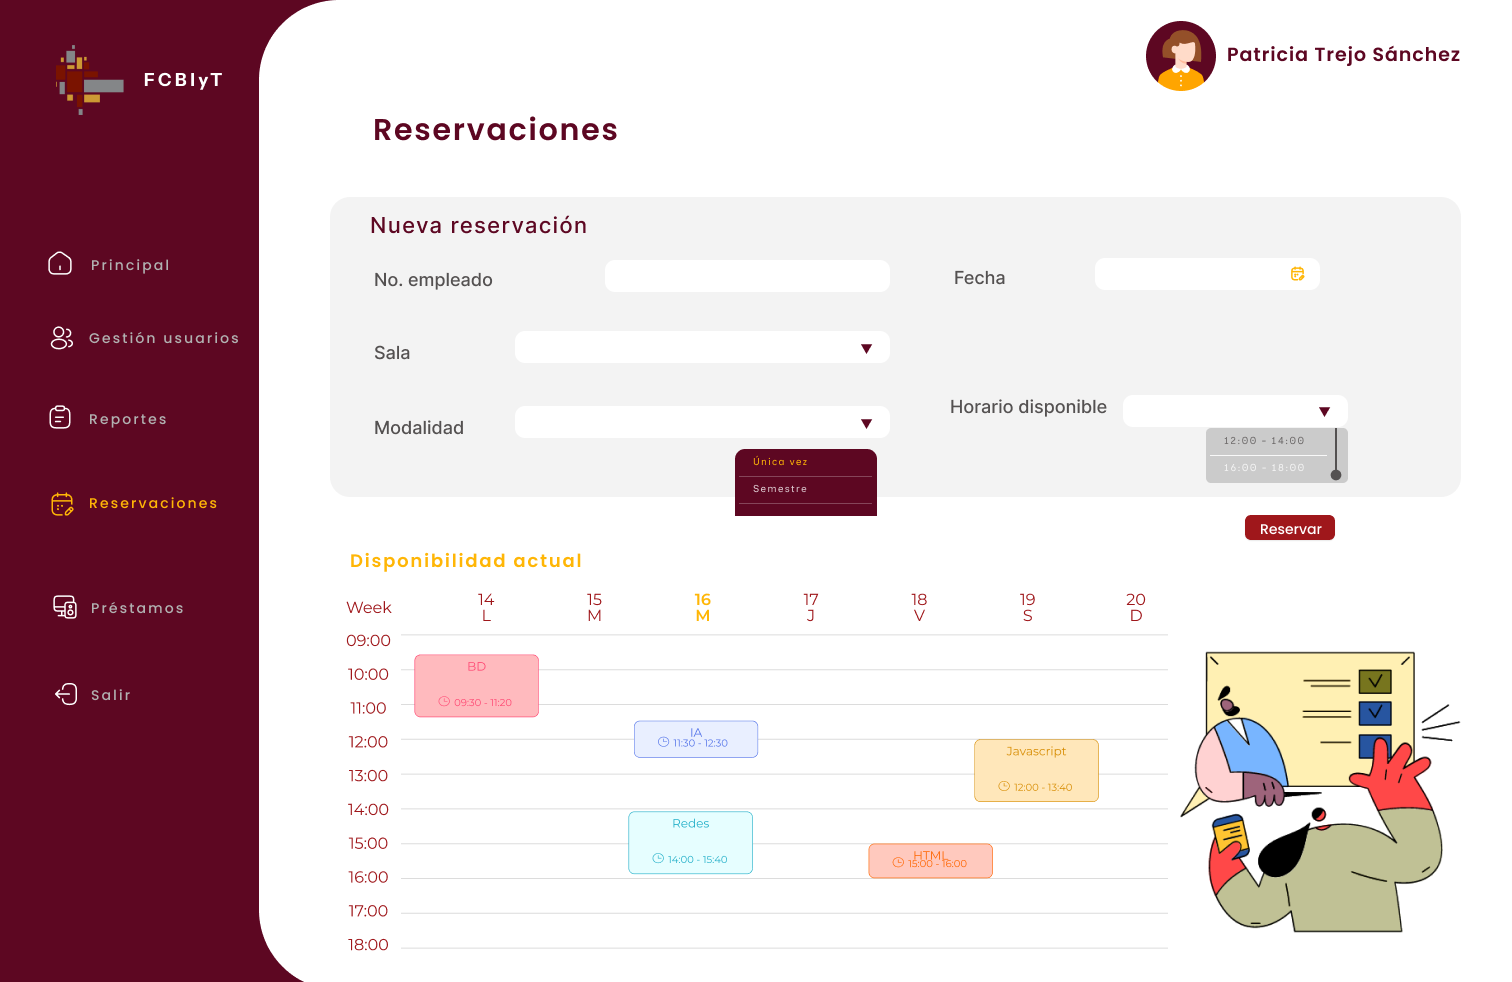 FCBIyT
Patricia Trejo Sánchez
Reservaciones
Principal
Gestión usuarios
Reportes
Reservaciones
Préstamos
Salir
Nueva reservación
No. empleado
Fecha
Sala
Modalidad
Horario disponible
Única vez
Semestre
12:00 - 14:00
16:00 - 18:00
Reservar
Disponibilidad actual
Week
14 15 16 17 18 19 20
L M M J V S D
09:00
10:00
11:00
12:00
13:00
14:00
15:00
16:00
17:00
18:00
BD
09:30 - 11:20
IA
11:30 - 12:30
Javascript
12:00 - 13:40
Redes
14:00 - 15:40
HTML
15:00 - 16:00